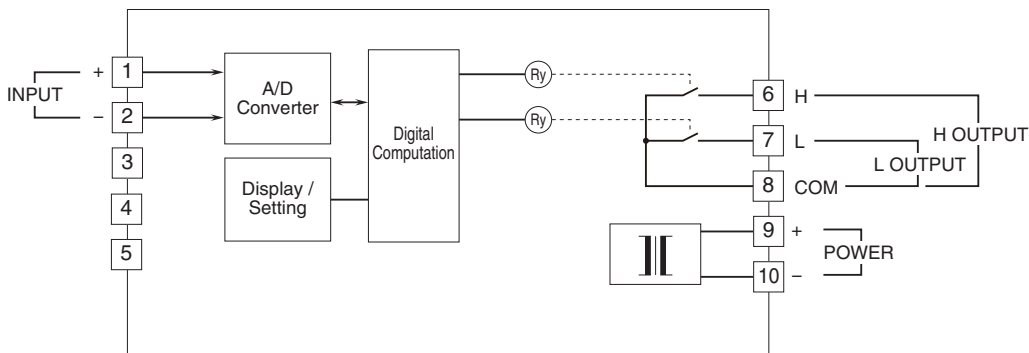 INPUT
+
1
−
2
3
4
5
A/D
Converter
Display /
Setting
Digital
Computation
Ry
Ry
6
H
7
L
8
COM
L OUTPUT
H OUTPUT
9
+
10
−
POWER